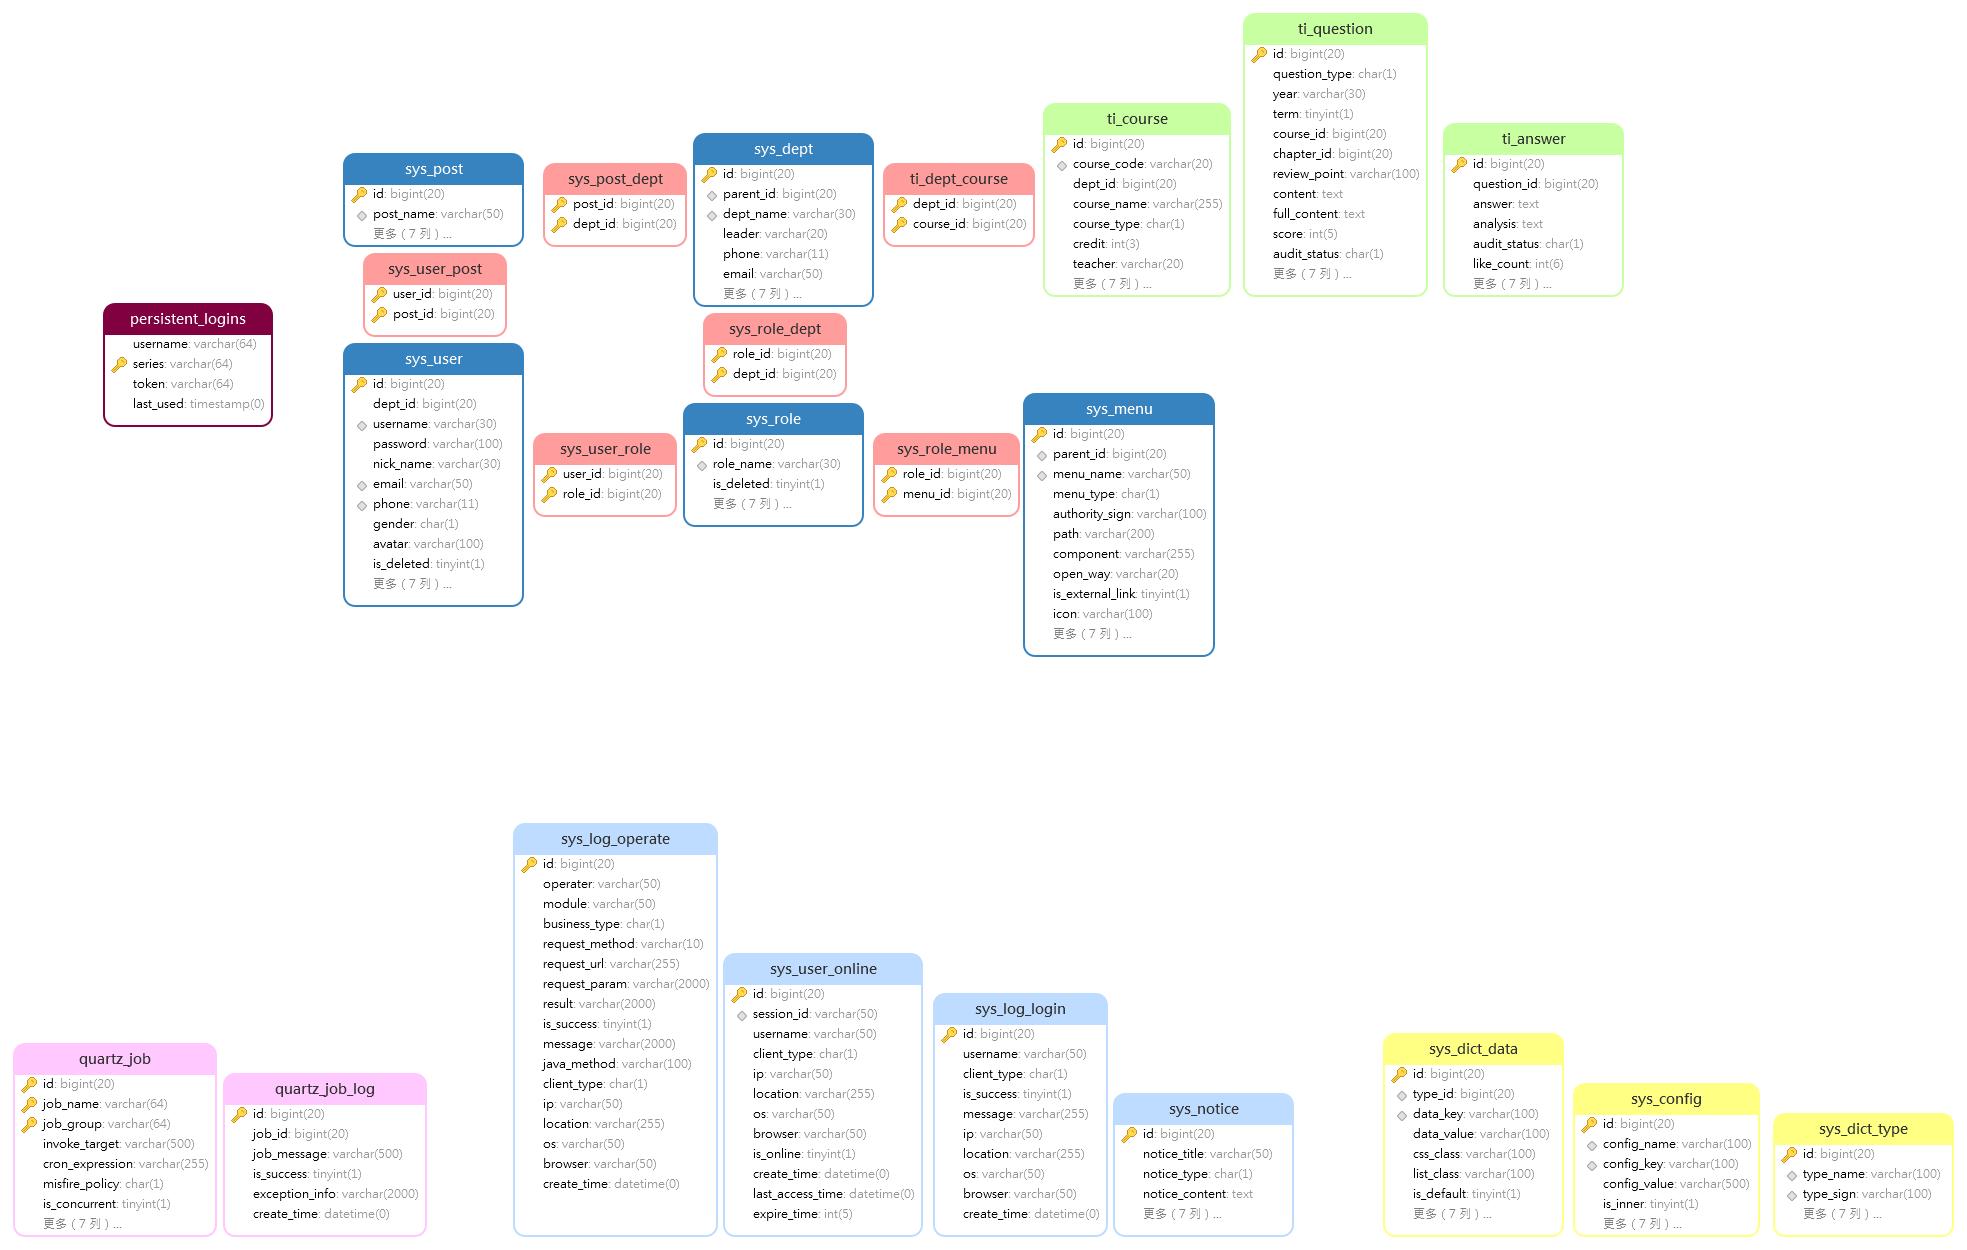 persistent_logins
username: varchar(64)
series: varchar(64)
token: varchar(64)
last_used: timestamp(0)
sys_post
id: bigint(20)
post_name: varchar(50)
更多 ( 7 列 ) ...
sys_user_post
user_id: bigint(20)
post_id: bigint(20)
sys_user
id: bigint(20)
dept_id: bigint(20)
username: varchar(30)
password: varchar(100)
nick_name: varchar(30)
email: varchar(50)
phone: varchar(11)
gender: char(1)
avatar: varchar(100)
is_deleted: tinyint(1)
更多 ( 7 列 ) ...
sys_post_dept
post_id: bigint(20)
dept_id: bigint(20)
sys_dept
id: bigint(20)
parent_id: bigint(20)
dept_name: varchar(30)
leader: varchar(20)
phone: varchar(11)
email: varchar(50)
更多 ( 7 列 ) ...
sys_role_dept
role_id: bigint(20)
dept_id: bigint(20)
sys_user_role
user_id: bigint(20)
role_id: bigint(20)
sys_role
id: bigint(20)
role_name: varchar(30)
is_deleted: tinyint(1)
更多 ( 7 列 ) ...
sys_role_menu
role_id: bigint(20)
menu_id: bigint(20)
sys_menu
id: bigint(20)
parent_id: bigint(20)
menu_name: varchar(50)
menu_type: char(1)
authority_sign: varchar(100)
path: varchar(200)
component: varchar(255)
open_way: varchar(20)
is_external_link: tinyint(1)
icon: varchar(100)
更多 ( 7 列 ) ...
ti_dept_course
dept_id: bigint(20)
course_id: bigint(20)
ti_course
id: bigint(20)
course_code: varchar(20)
dept_id: bigint(20)
course_name: varchar(255)
course_type: char(1)
credit: int(3)
teacher: varchar(20)
更多 ( 7 列 ) ...
ti_question
id: bigint(20)
question_type: char(1)
year: varchar(30)
term: tinyint(1)
course_id: bigint(20)
chapter_id: bigint(20)
review_point: varchar(100)
content: text
full_content: text
score: int(5)
audit_status: char(1)
更多 ( 7 列 ) ...
ti_answer
id: bigint(20)
question_id: bigint(20)
answer: text
analysis: text
audit_status: char(1)
like_count: int(6)
更多 ( 7 列 ) ...
quartz_job
id: bigint(20)
job_name: varchar(64)
job_group: varchar(64)
invoke_target: varchar(500)
cron_expression: varchar(255)
misfire_policy: char(1)
is_concurrent: tinyint(1)
更多 ( 7 列 ) ...
quartz_job_log
id: bigint(20)
job_id: bigint(20)
job_message: varchar(500)
is_success: tinyint(1)
exception_info: varchar(2000)
create_time: datetime(0)
sys_log_operate
id: bigint(20)
operater: varchar(50)
module: varchar(50)
business_type: char(1)
request_method: varchar(10)
request_url: varchar(255)
request_param: varchar(2000)
result: varchar(2000)
is_success: tinyint(1)
message: varchar(2000)
java_method: varchar(100)
client_type: char(1)
ip: varchar(50)
location: varchar(255)
os: varchar(50)
browser: varchar(50)
create_time: datetime(0)
sys_user_online
id: bigint(20)
session_id: varchar(50)
username: varchar(50)
client_type: char(1)
ip: varchar(50)
location: varchar(255)
os: varchar(50)
browser: varchar(50)
is_online: tinyint(1)
create_time: datetime(0)
last_access_time: datetime(0)
expire_time: int(5)
sys_log_login
id: bigint(20)
username: varchar(50)
client_type: char(1)
is_success: tinyint(1)
message: varchar(255)
ip: varchar(50)
location: varchar(255)
os: varchar(50)
browser: varchar(50)
create_time: datetime(0)
sys_notice
id: bigint(20)
notice_title: varchar(50)
notice_type: char(1)
notice_content: text
更多 ( 7 列 ) ...
sys_dict_data
id: bigint(20)
type_id: bigint(20)
data_key: varchar(100)
data_value: varchar(100)
css_class: varchar(100)
list_class: varchar(100)
is_default: tinyint(1)
更多 ( 7 列 ) ...
sys_config
id: bigint(20)
config_name: varchar(100)
config_key: varchar(100)
config_value: varchar(500)
is_inner: tinyint(1)
更多 ( 7 列 ) ...
sys_dict_type
id: bigint(20)
type_name: varchar(100)
type_sign: varchar(100)
更多 ( 7 列 ) ...